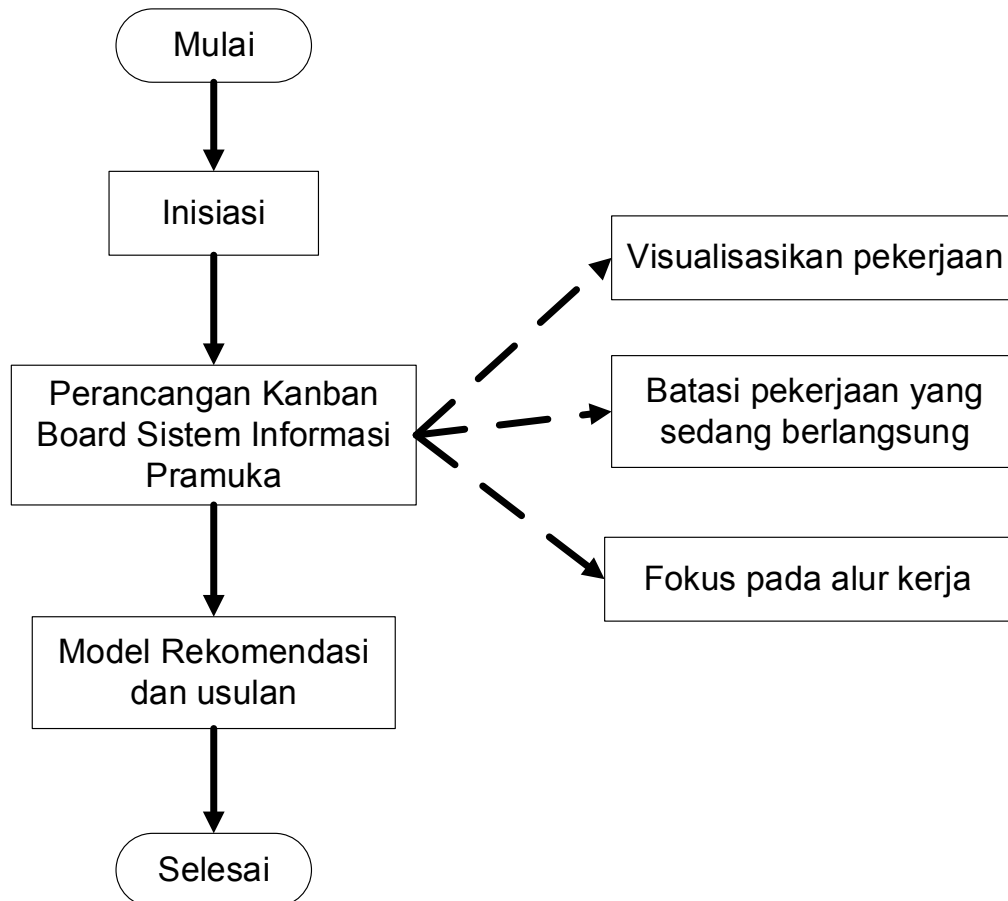 Mulai
Inisiasi
Perancangan Kanban
Board Sistem Informasi
Pramuka
Visualisasikan pekerjaan
Batasi pekerjaan yang
sedang berlangsung
Fokus pada alur kerja
Model Rekomendasi
dan usulan
Selesai